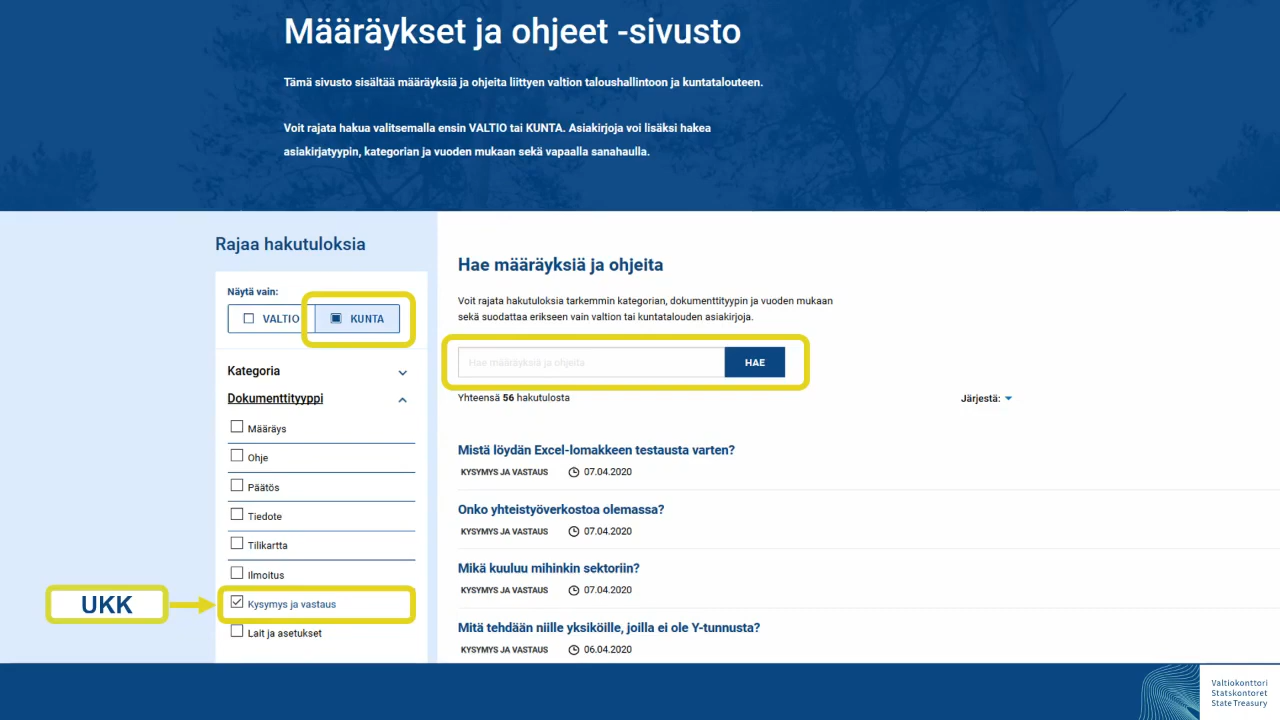 Määräykset ja ohjeet -sivusto
Tämä sivusto sisältää määräyksiä ja ohjeita liittyen valtion taloushallintoon ja kuntatalouteen.
Voit rajata hakua valitsemalla ensin VALTIO tai KUNTA. Asiakirjoja voi lisäksi hakea
asiakirjatyypin, kategorian ja vuoden mukaan sekä vapaalla sanahaulla.
Rajaa hakutuloksia
Näytä vain:
VALTIO
KUNTA
Kategoria
Dokumenttityyppi
Määräys
Ohje
Päätös
Tiedote
Tilikartta
Ilmoitus
UKK
Kysymys ja vastaus
Lait ja asetukset
Hae määräyksiä ja ohjeita
Voit rajata hakutuloksia tarkemmin kategorian, dokumenttityypin ja vuoden mukaan
sekä suodattaa erikseen vain valtion tai kuntatalouden asiakirjoja.
Hae määräyksiä ja ohjeita
HAE
Yhteensä 56 hakutulosta
Järjestä:
Mistä löydän Excel-lomakkeen testausta varten?
KYSYMYS JA VASTAUS 07.04.2020
Onko yhteistyöverkostoa olemassa?
KYSYMYS JA VASTAUS 07.04.2020
Mikä kuuluu mihinkin sektoriin?
KYSYMYS JA VASTAUS 07.04.2020
Mitä tehdään niille yksiköille, joilla ei ole Y-tunnusta?
KYSYMYS JA VASTAUS 06.04.2020
Valtiokonttori
Statskontoret
State Treasury